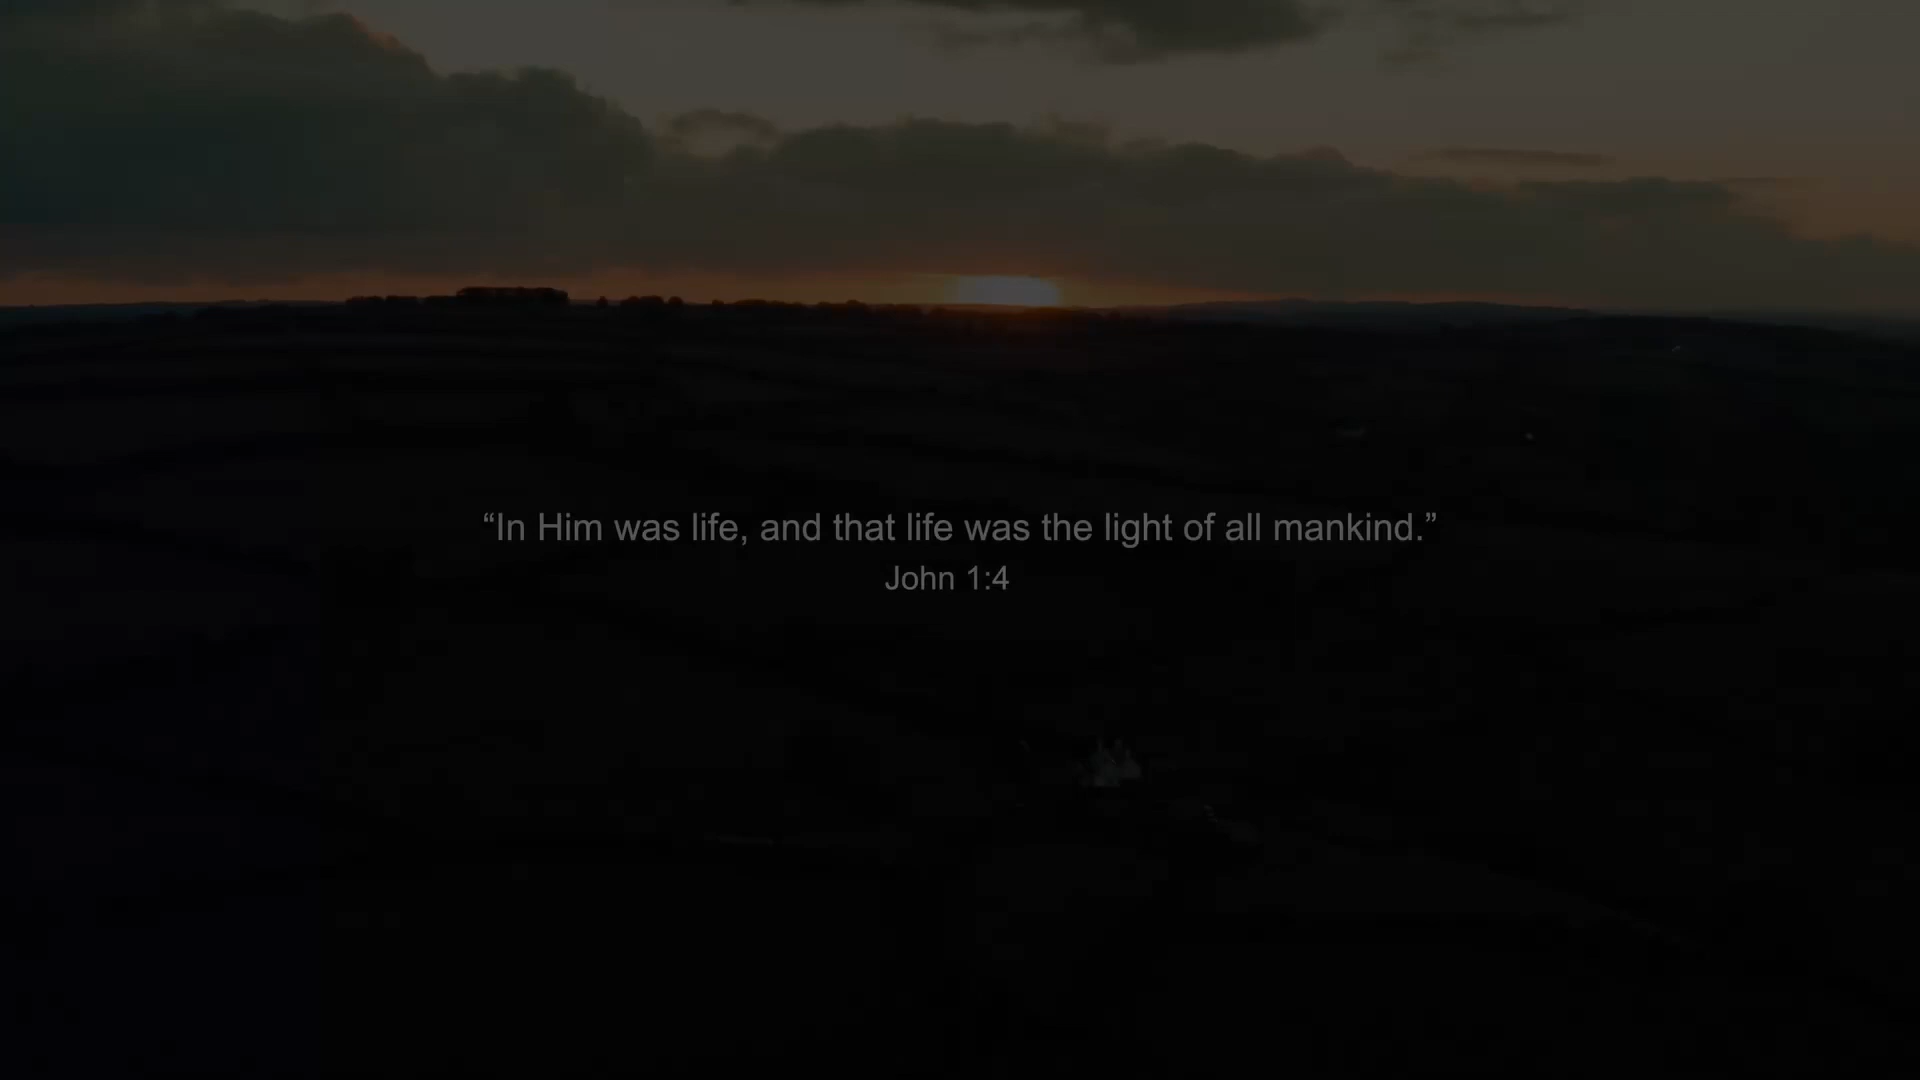 “In Him was life, and that life was the light of all mankind.”
John 1:4